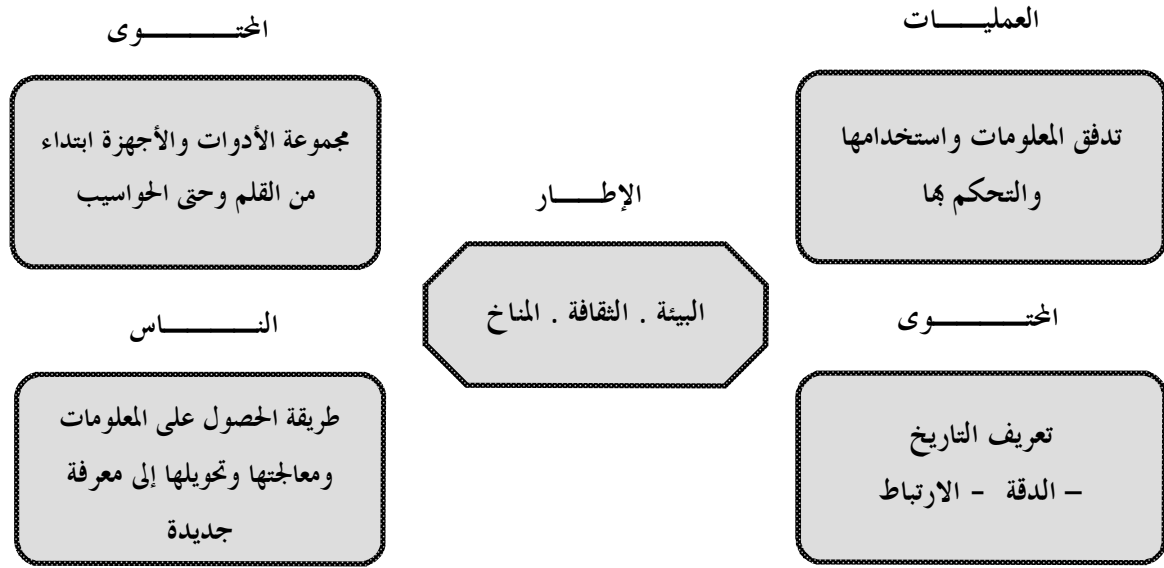 العمليـــــات
تدفق المعلومات واستخدامها
والتحكم بها
المحتـــــــوى
تعريف التاريخ
– الدقة - الارتباط
الإطـــــار
البيئة . الثقافة . المناخ
المحتـــــــوى
مجموعة الأدوات والأجهزة ابتداء
من القلم وحتى الحواسيب
النـــــــاس
طريقة الحصول على المعلومات
ومعالجتها وتحويلها إلى معرفة
جديدة